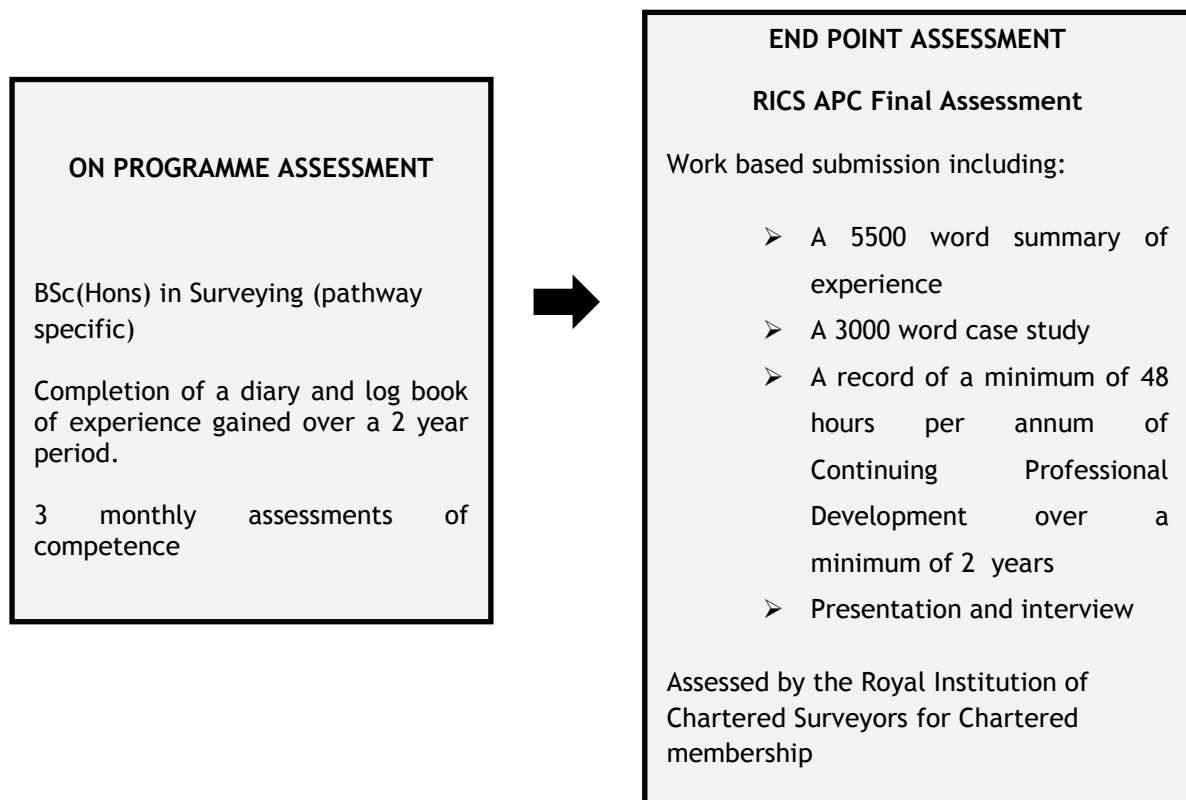 ON PROGRAMME ASSESSMENT
BSc(Hons) in Surveying (pathway
specific)
Completion of a diary and log book
of experience gained over a 2 year
period.
3 monthly assessments of
competence
END POINT ASSESSMENT
RICS APC Final Assessment
Work based submission including:
➢ A 5500 word summary of
experience
➢ A 3000 word case study
➢ A record of a minimum of 48
hours per annum of
Continuing Professional
Development over a
minimum of 2 years
➢ Presentation and interview
Assessed by the Royal Institution of
Chartered Surveyors for Chartered
membership